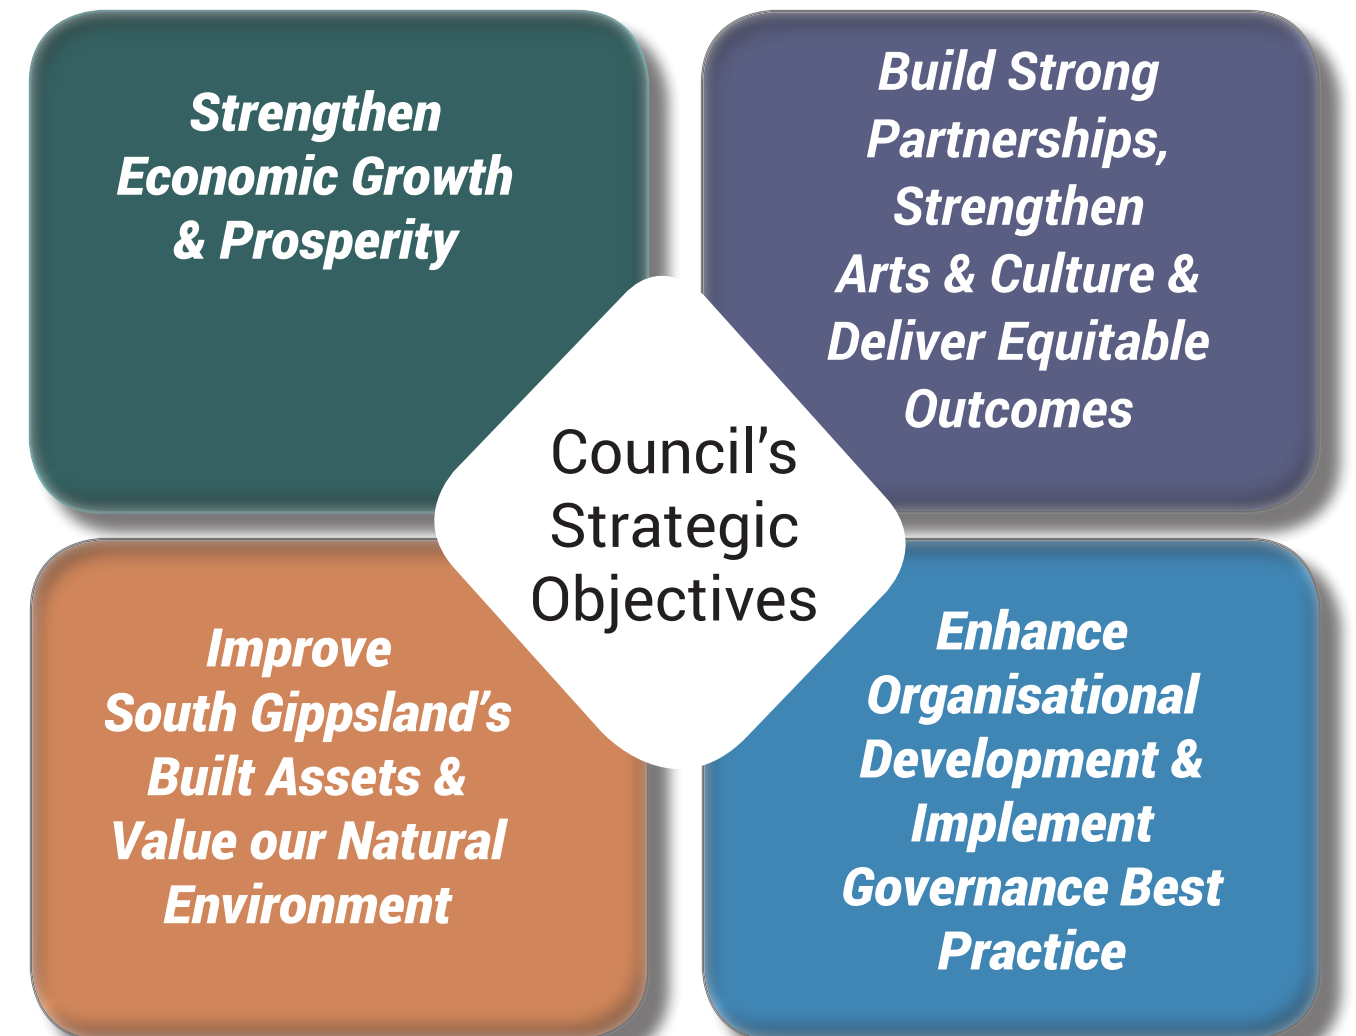 Strengthen
Economic Growth
& Prosperity
Build Strong
Partnerships,
Strengthen
Arts & Culture &
Deliver Equitable
Outcomes
Council’s
Strategic
Objectives
Improve
South Gippsland’s
Built Assets &
Value our Natural
Environment
Enhance
Organisational
Development &
Implement
Governance Best
Practice